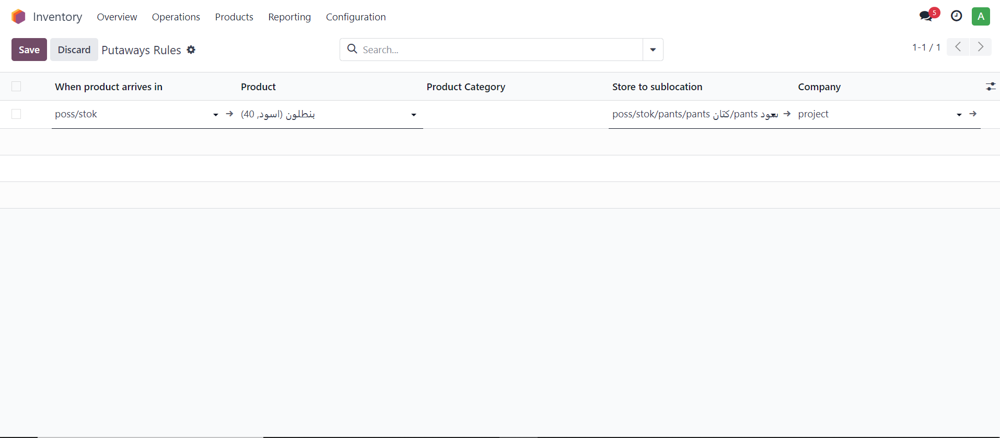 Inventory Overview Operations Products Reporting Configuration 5 A
Save Discard Putaways Rules Search... 1-1 / 1
When product arrives in Product Product Category Store to sublocation Company
poss/stok بنطلون (اسود, 40) poss/stok/pants/pants كتان/pants سود project